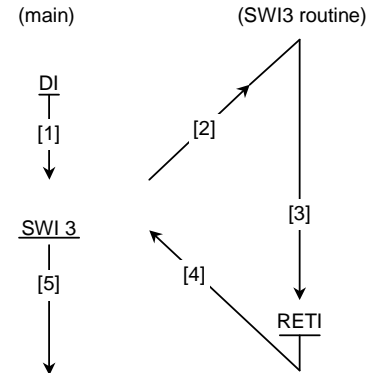 (main) (SWI3 routine)
DI
[1]
[2]
[3]
SWI 3
[4]
[5]
RETI